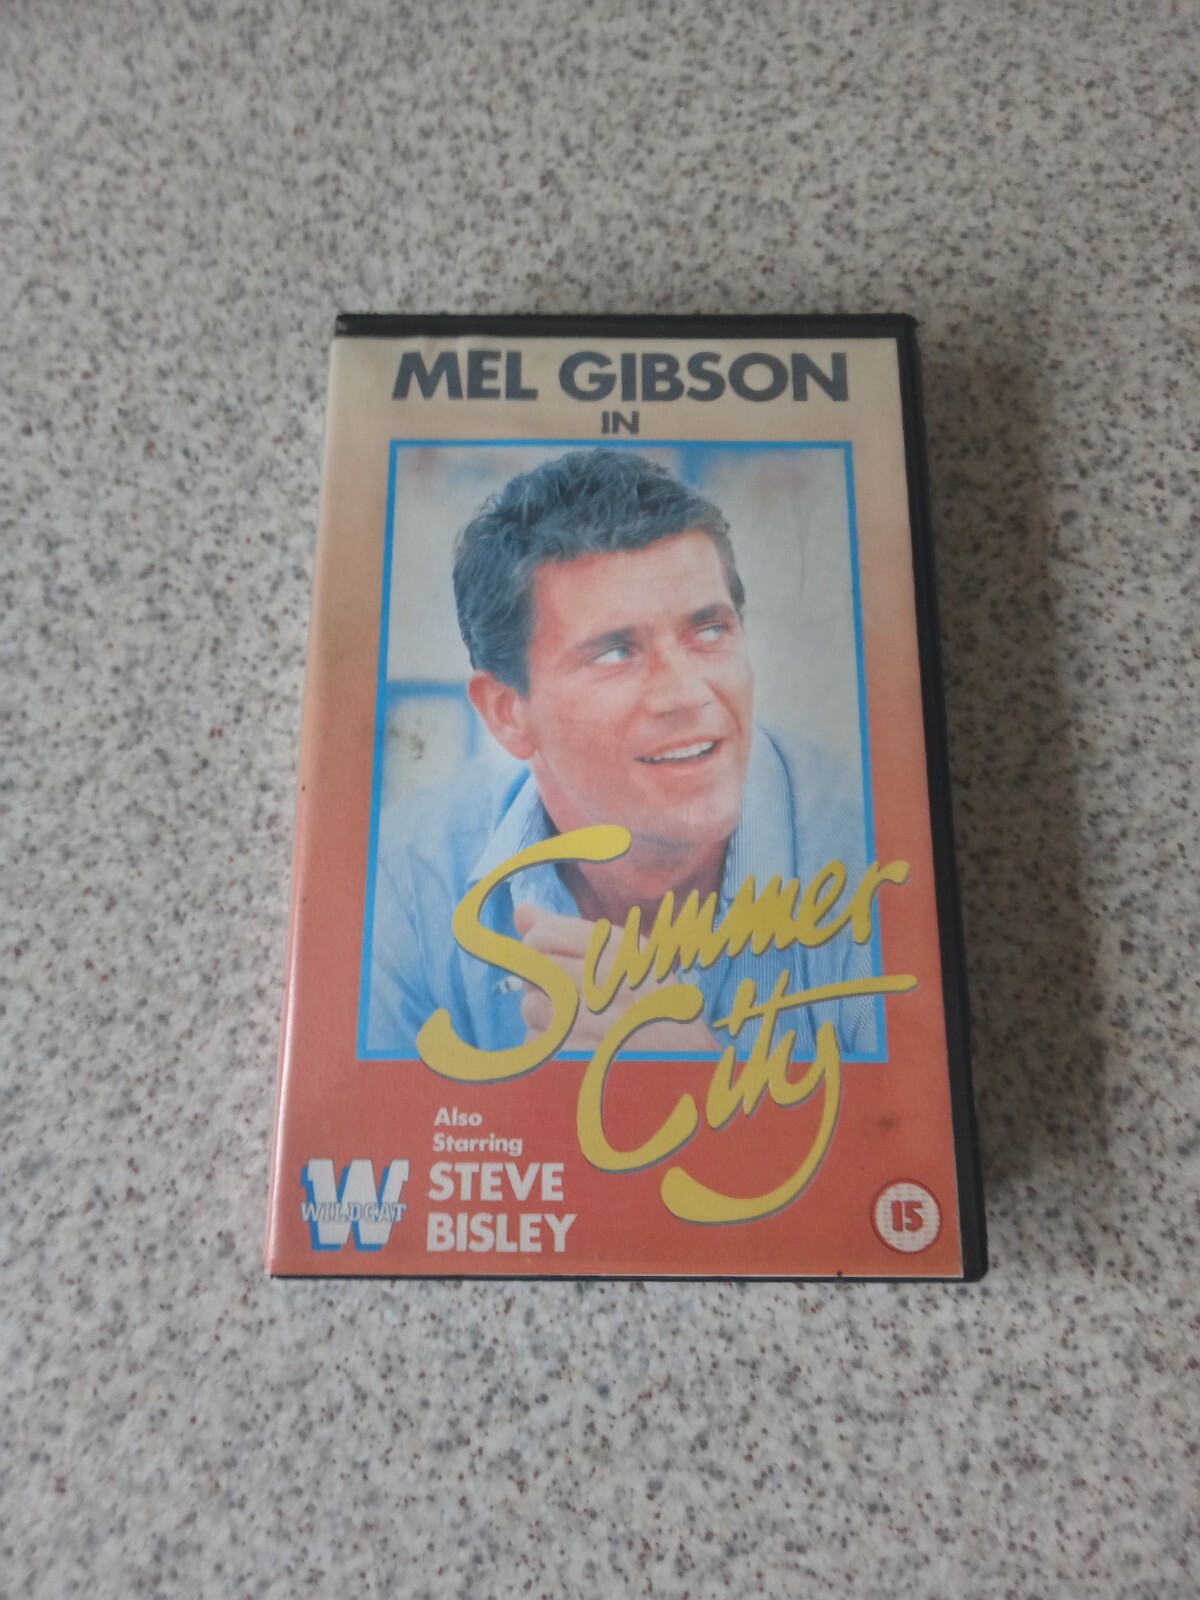 MEL GIBSON
IN
Summer
City
Also
Starring
STEVE
BISLEY
WILDCAT
15